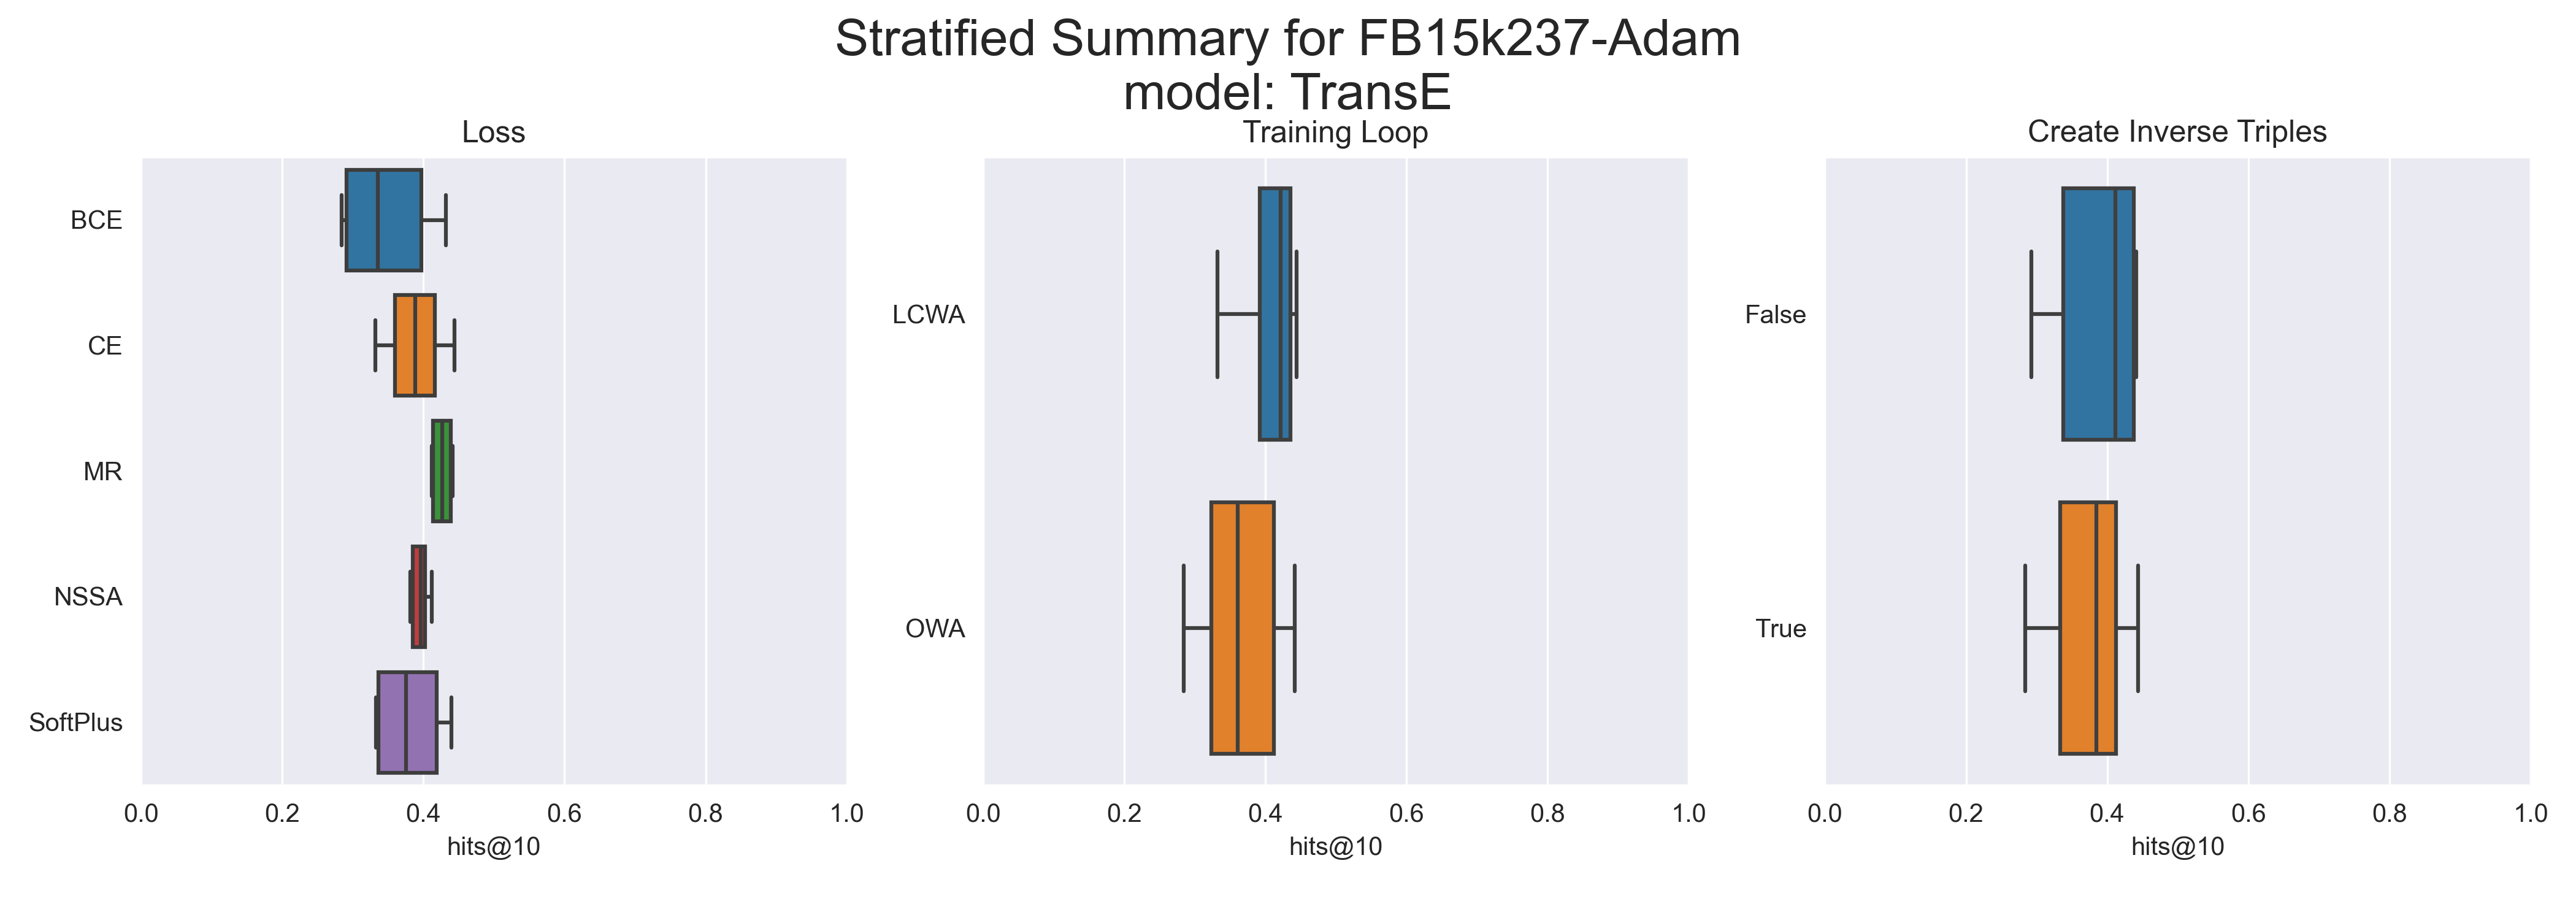 Stratified Summary for FB15k237-Adam
model: TransE
Loss
BCE
CE
MR
NSSA
SoftPlus
0.0 0.2 0.4 0.6 0.8 1.0
hits@10
Training Loop
LCWA
OWA
0.0 0.2 0.4 0.6 0.8 1.0
hits@10
Create Inverse Triples
False
True
0.0 0.2 0.4 0.6 0.8 1.0
hits@10